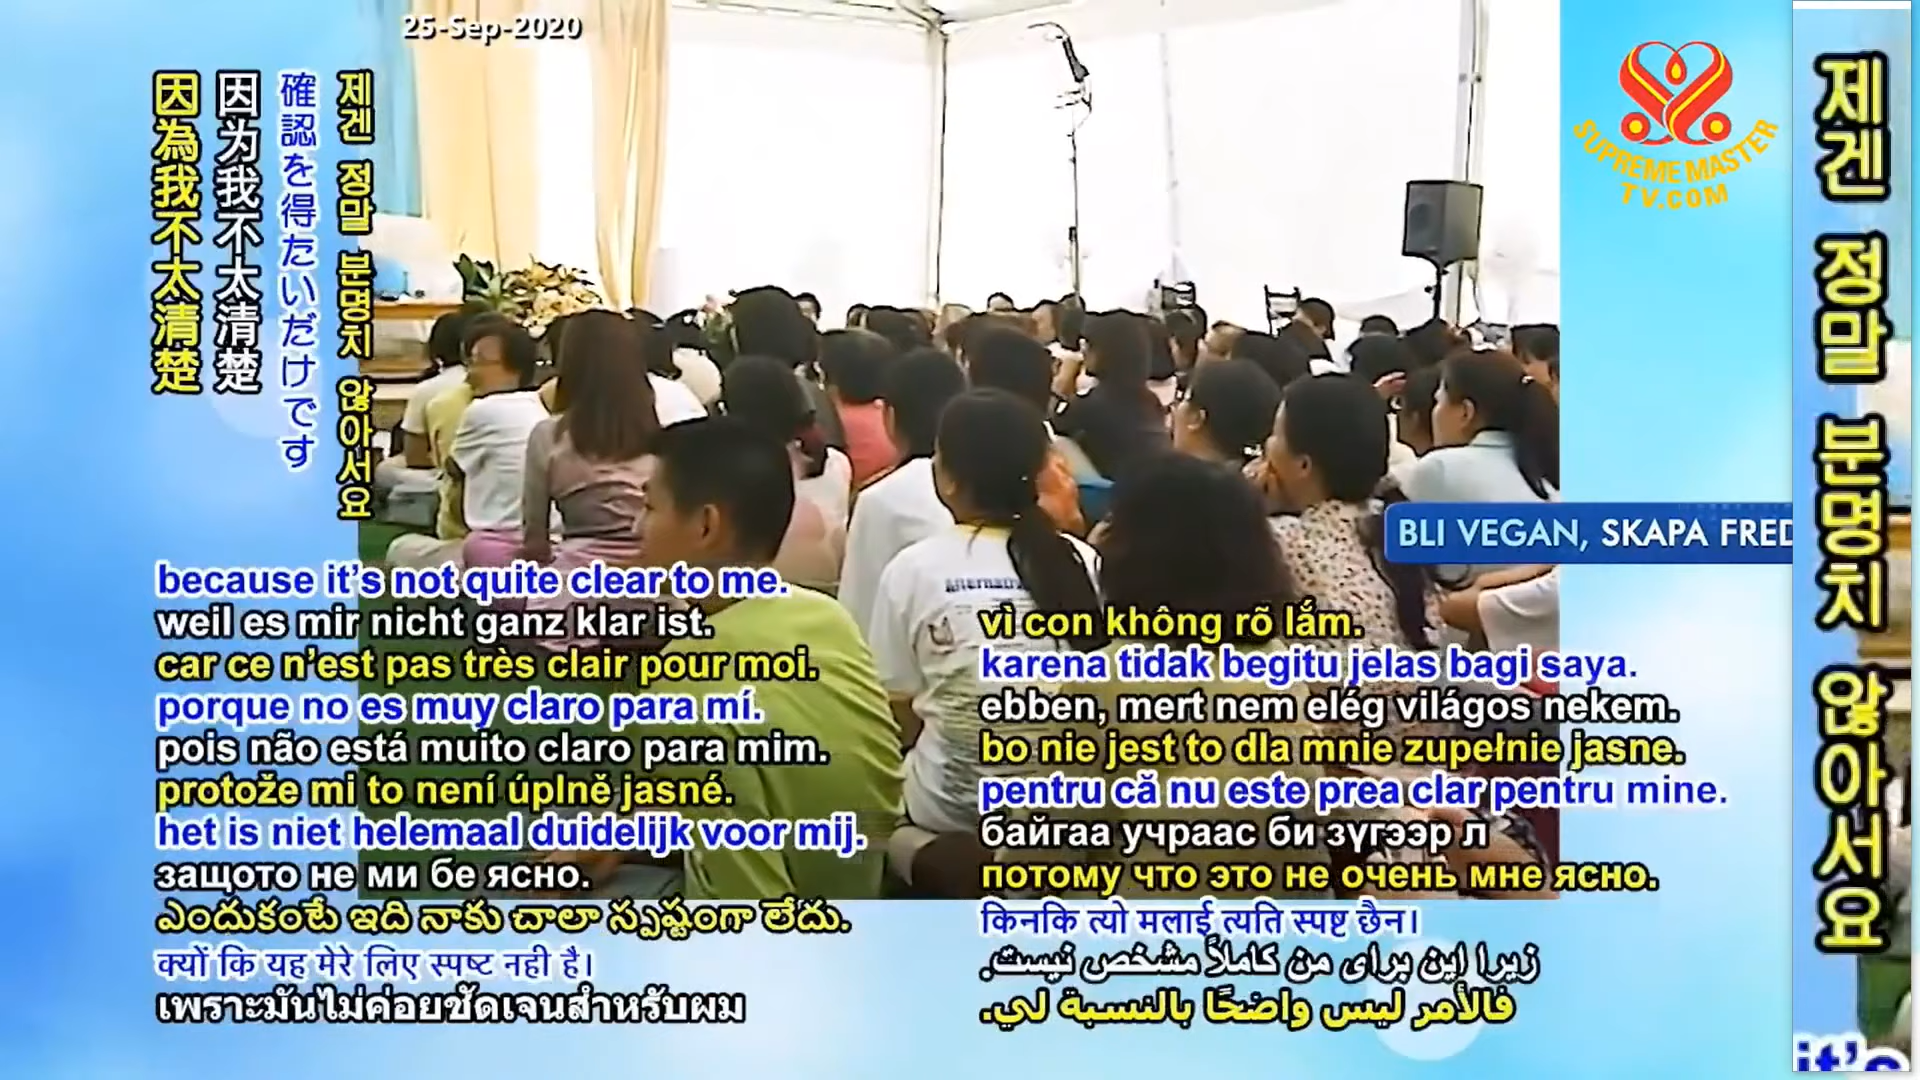 25-Sep-2020
因為我不太清楚
因为我不太清楚
確認を得たいだけです
제겐 정말 분명치 않아서요
SUPREME MASTER
TV.COM
BLI VEGAN, SKAPA FRED
because it's not quite clear to me.
weil es mir nicht ganz klar ist.
car ce n'est pas très clair pour moi.
porque no es muy claro para mí.
pois não está muito claro para mim.
protože mi to není úplně jasné.
het is niet helemaal duidelijk voor mij.
защото не ми бе ясно.
ఎందుకంటే ఇది నాకు చాలా స్పష్టంగా లేదు.
क्यों कि यह मेरे लिए स्पष्ट नही है।
เพราะมันไม่ค่อยชัดเจนสำหรับผม
vì con không rõ lắm.
karena tidak begitu jelas bagi saya.
ebben, mert nem elég világos nekem.
bo nie jest to dla mnie zupełnie jasne.
pentru că nu este prea clar pentru mine.
байгаа учраас би зүгээр л
потому что это не очень мне ясно.
किनकि त्यो मलाई त्यति स्पष्ट छैन।
زیرا این برای من کاملاً مشخص نیست.
فالأمر ليس واضحًا بالنسبة لي.
제겐 정말 분명치 않아서요
it's